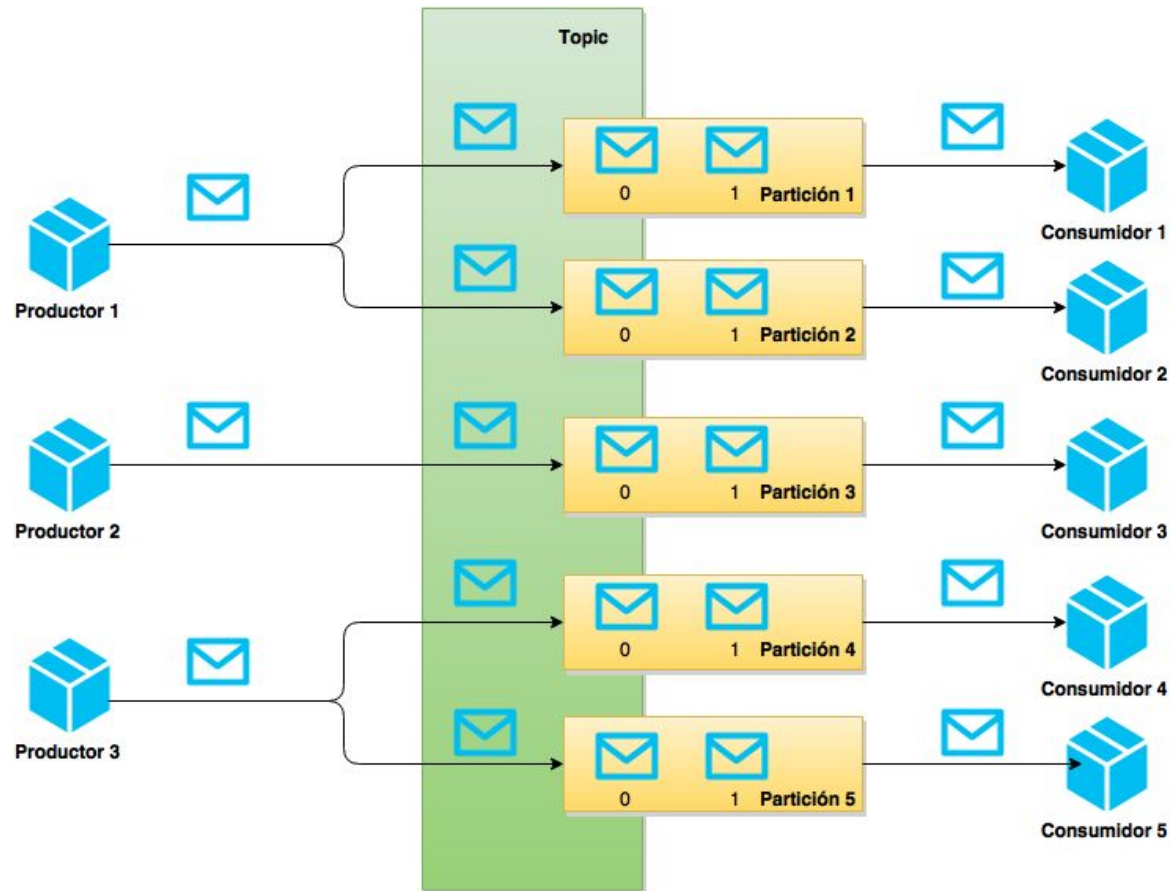 Topic
0 1 Partición 1
Consumidor 1
Productor 1
0 1 Partición 2
Consumidor 2
0 1 Partición 3
Productor 2
Consumidor 3
0 1 Partición 4
Consumidor 4
Productor 3
0 1 Partición 5
Consumidor 5